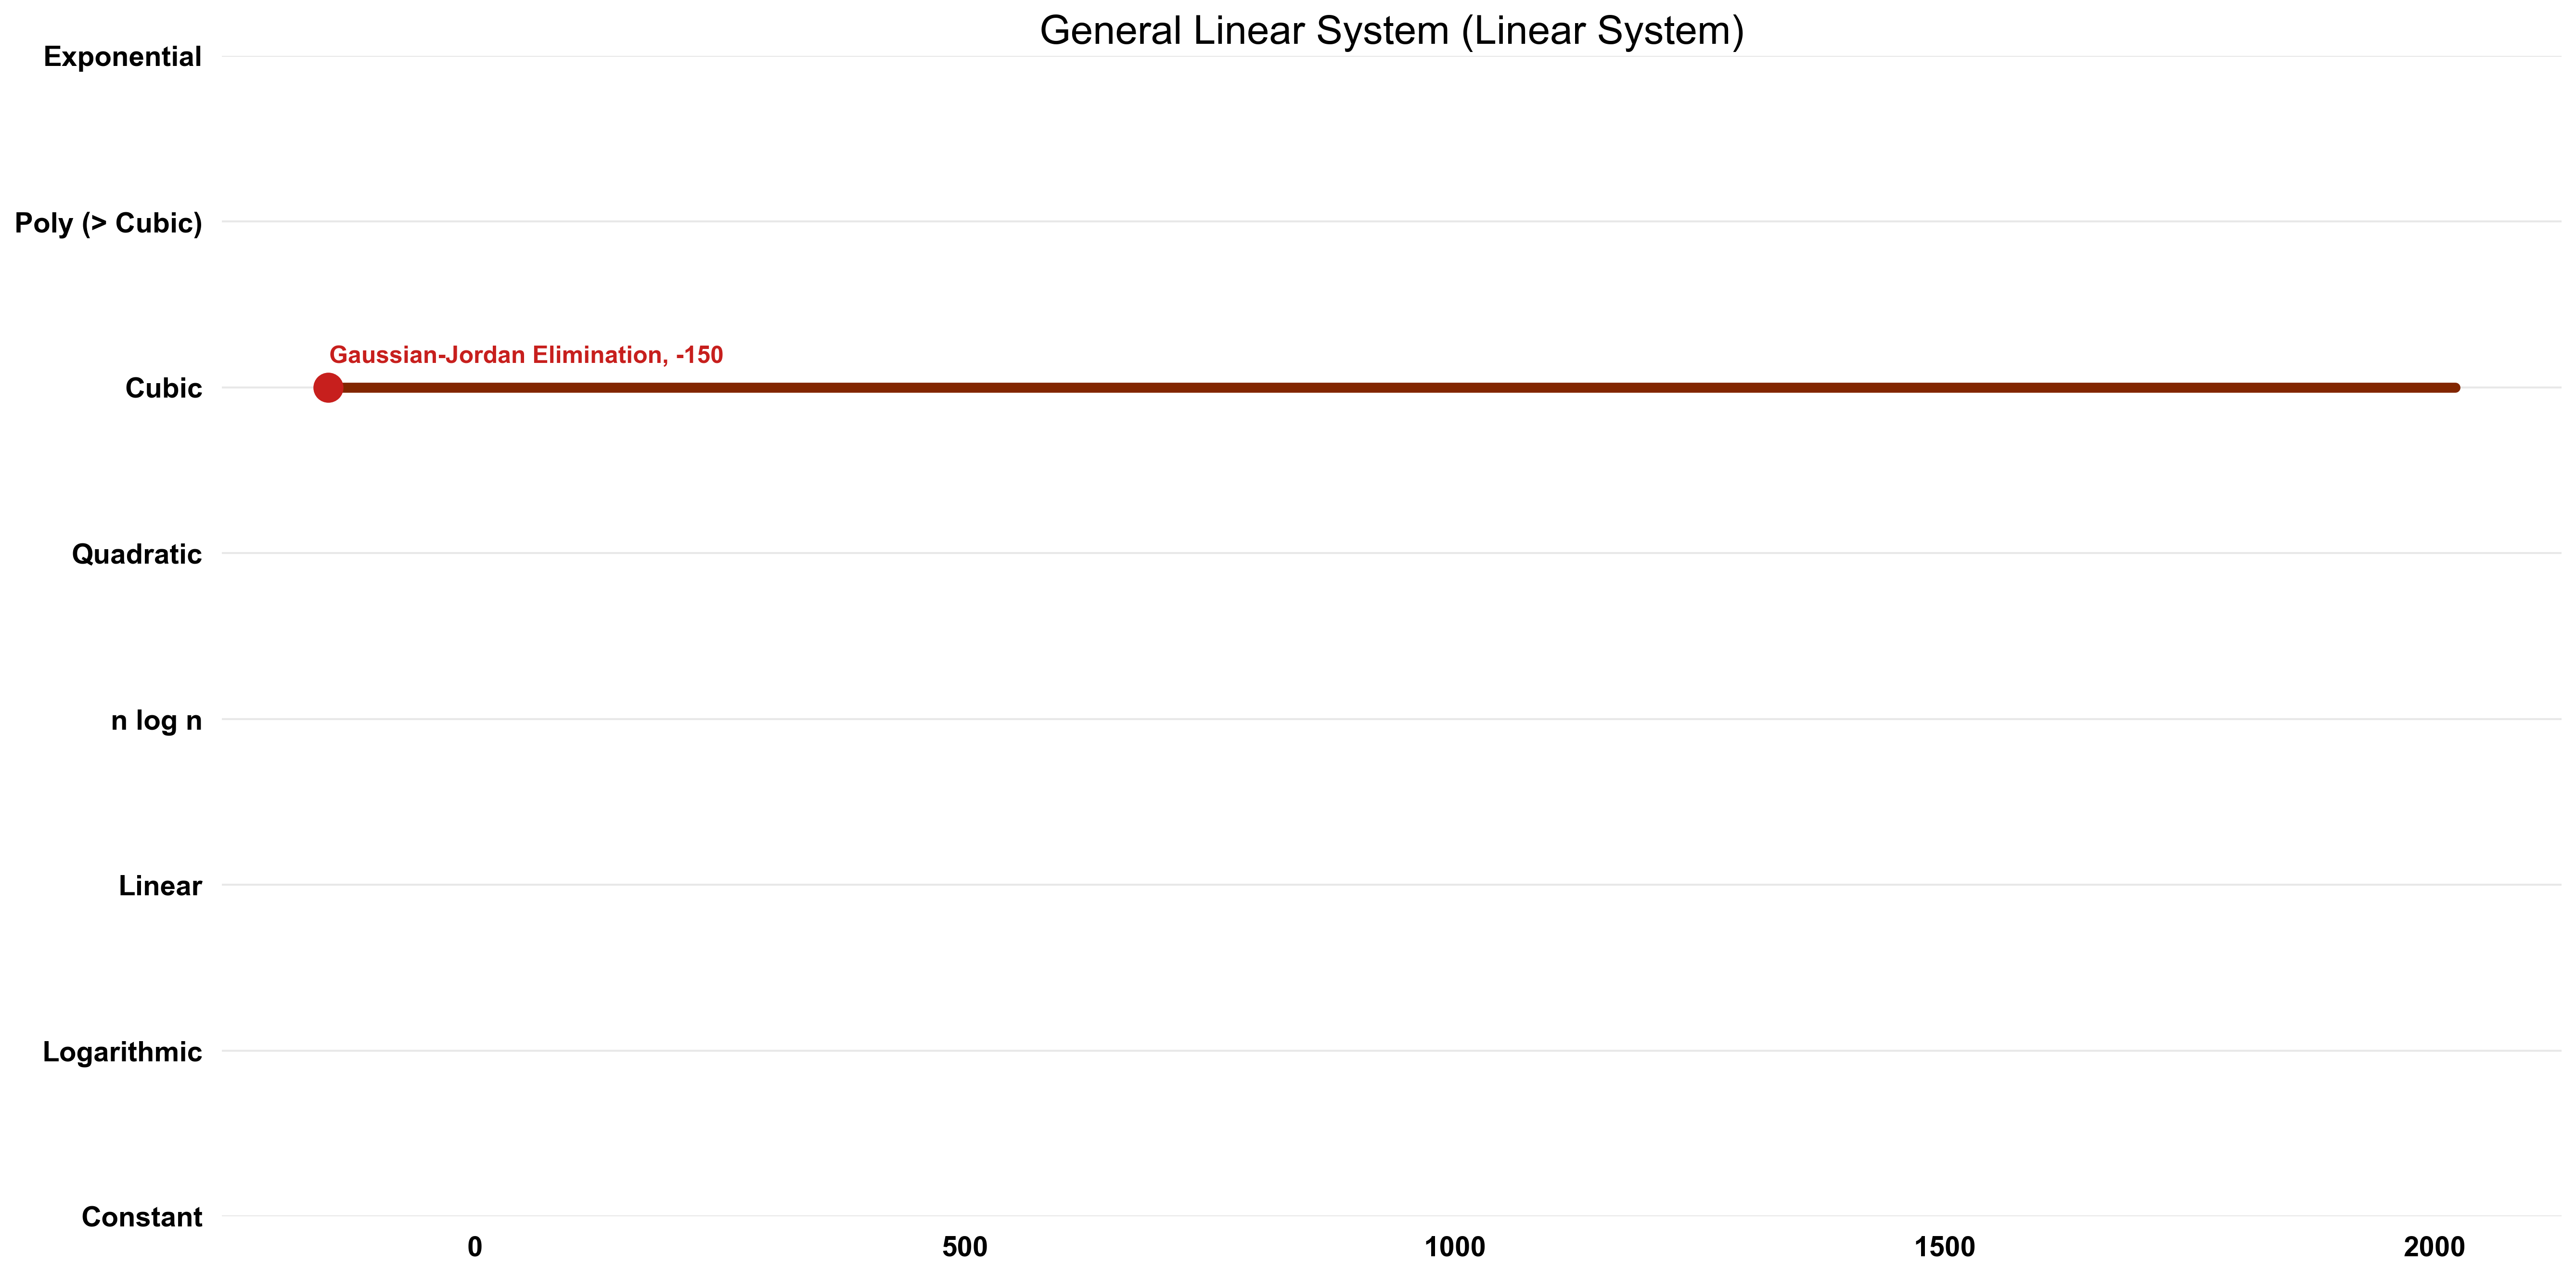 General Linear System (Linear System)
Exponential
Poly (> Cubic)
Gaussian-Jordan Elimination, -150
Cubic
Quadratic
n log n
Linear
Logarithmic
Constant
0 500 1000 1500 2000